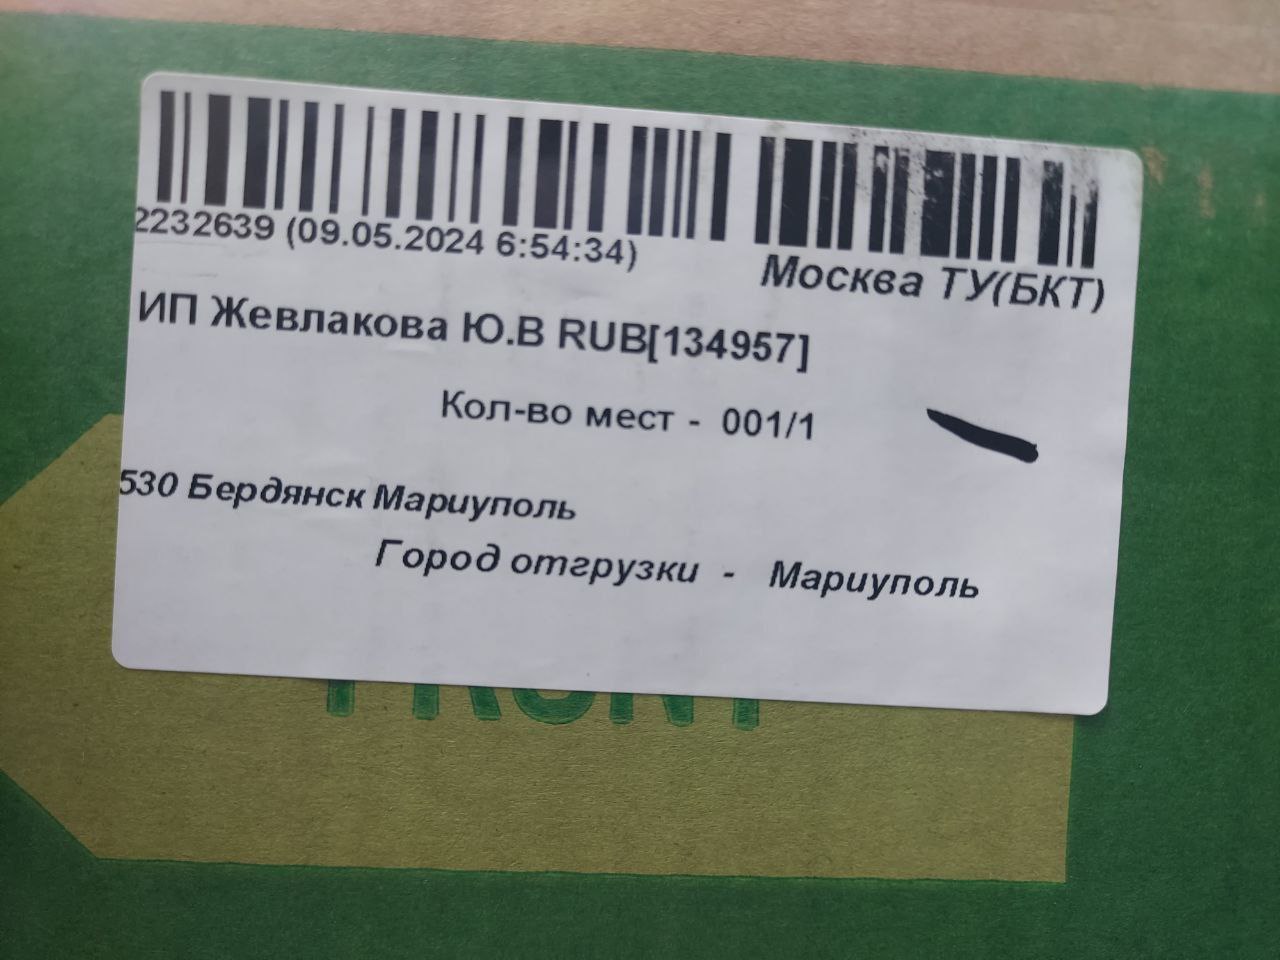 2232639 (09.05.2024 6:54:34)
Москва ТУ(БКТ)
ИП Жевлакова Ю.В RUB[134957]
Кол-во мест - 001/1
530 Бердянск Мариуполь
Город отгрузки - Мариуполь